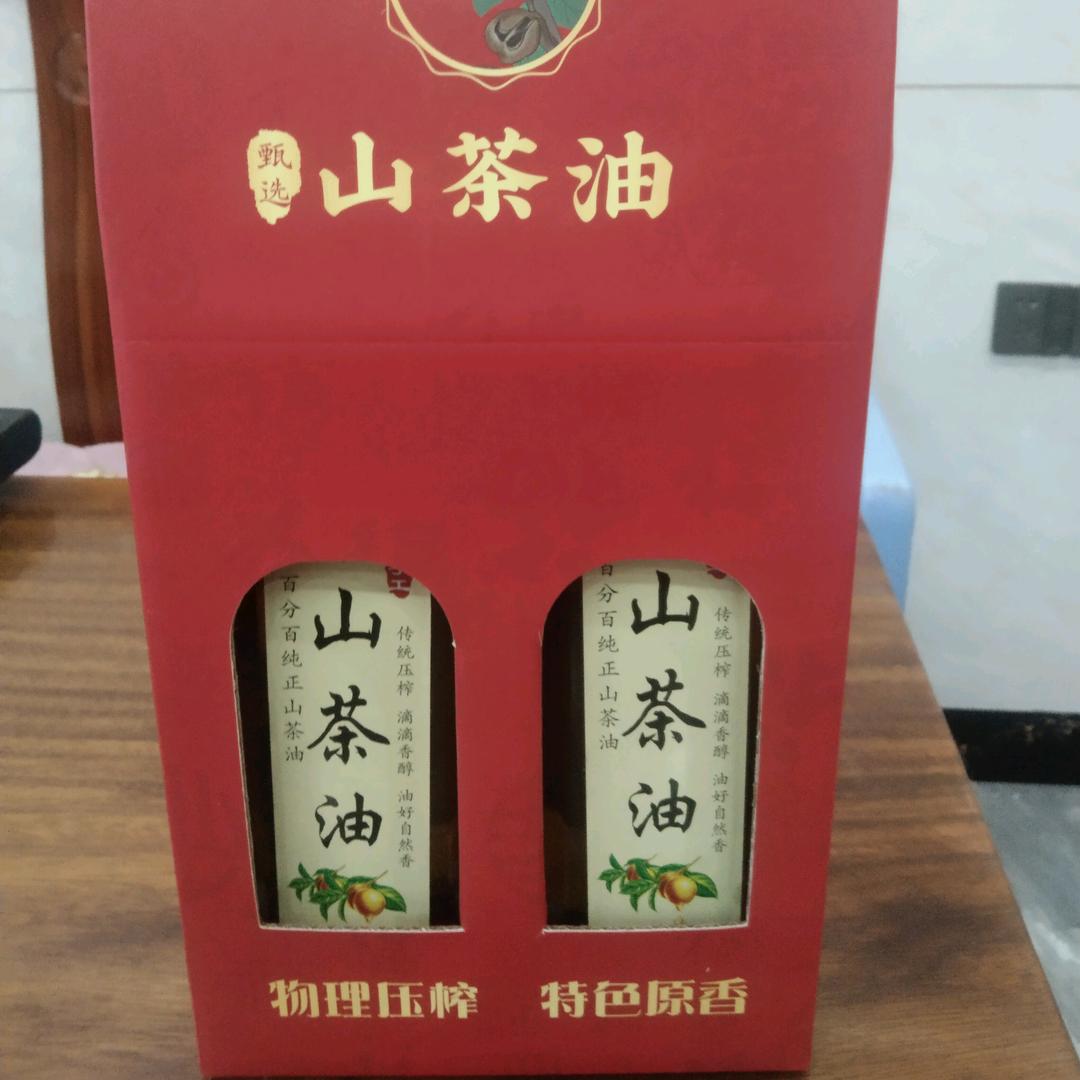 甄选
山茶油
百分百纯正山茶油
山茶油
传统压榨 滴滴香醇 油好自然香
百分百纯正山茶油
山茶油
传统压榨 滴滴香醇 油好自然香
物理压榨 特色原香